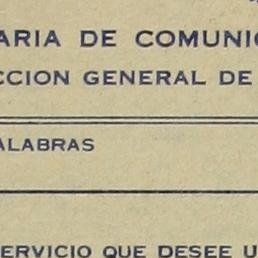 ARIA DE COMUNIC
CCION GENERAL DE
ALABRAS
ERVICIO QUE DESEE U